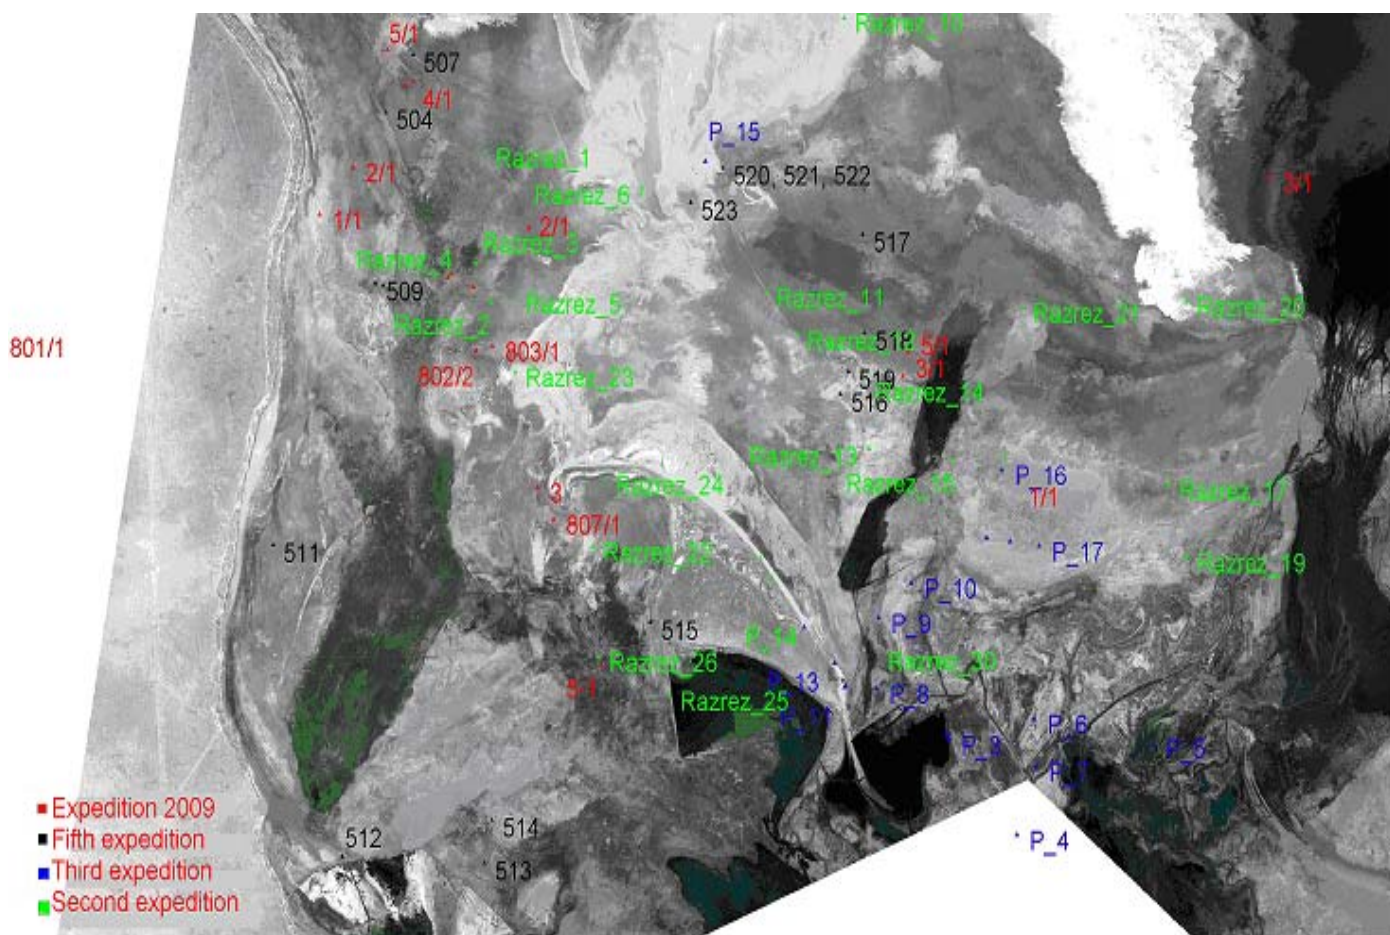 Razrez_10
5/1
507
4/1
504
P_15
Razrez_1
2/1
520, 521, 522
3/1
Razrez_6
523
1/1
2/1
517
Razrez_3
Razrez_4
509
Razrez_5
Razrez_11
Razrez_20
Razrez_21
Razrez_2
518
5/1
801/1
803/1
802/2
Razrez_23
519
3/1
516
Razrez_13
P_16
Razrez_24
Razrez_15
Razrez_17
1/1
3
807/1
511
P_17
Razrez_22
Razrez_19
P_10
515
P_14
P_9
Razrez_26
Razrez_30
P_13
P_8
Razrez_25
P_6
P_3
P_7
Expedition 2009
514
Fifth expedition
512
P_4
Third expedition
513
Second expedition